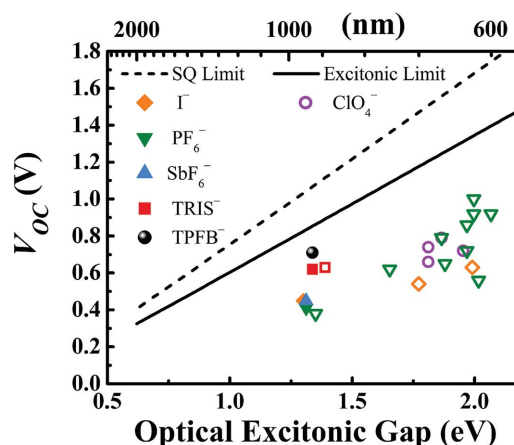 2000 1000 (nm) 600
1.8
1.6
1.4
1.2
1.0
0.8
0.6
0.4
0.2
0.0
V_OC (V)
SQ Limit Excitonic Limit
I⁻ ClO₄⁻
PF₆⁻
SbF₆⁻
TRIS⁻
TPFB⁻
0.5 1.0 1.5 2.0
Optical Excitonic Gap (eV)